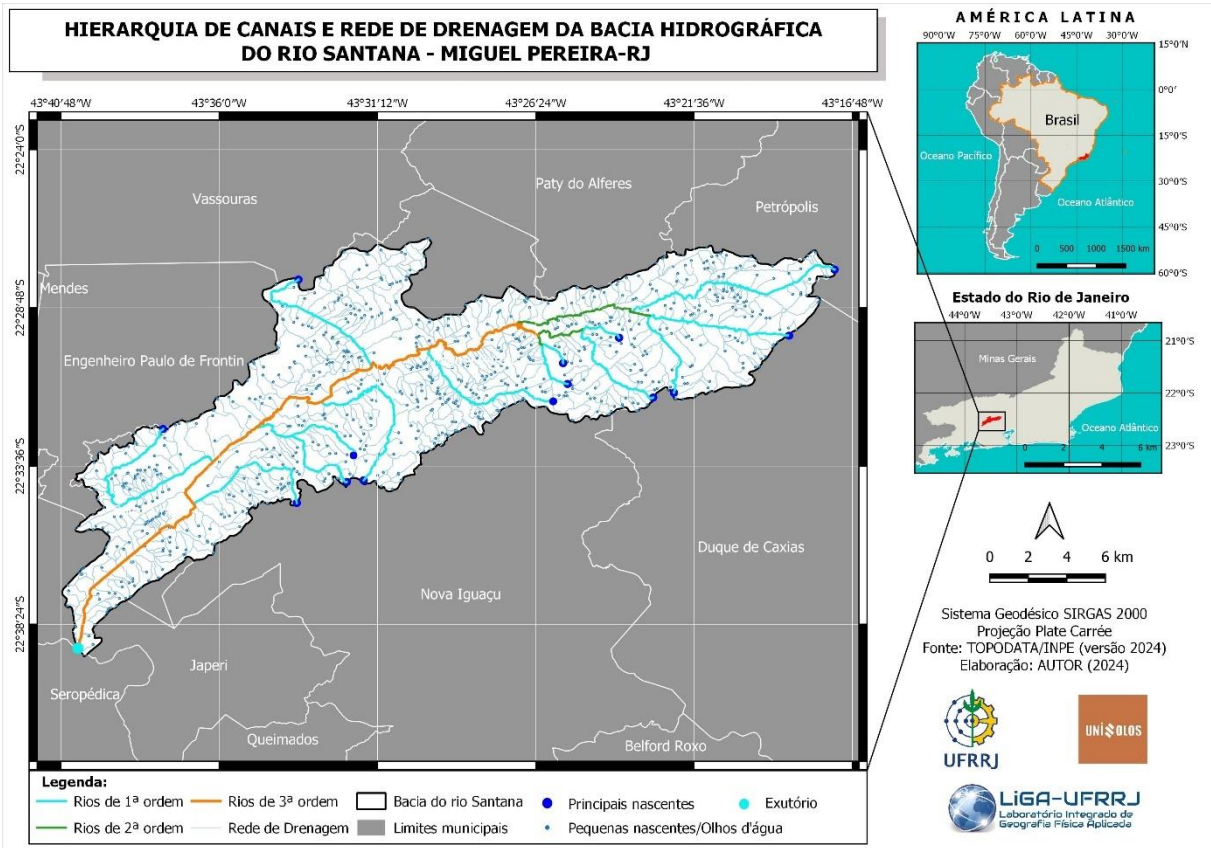 HIERARQUIA DE CANAIS E REDE DE DRENAGEM DA BACIA HIDROGRÁFICA
DO RIO SANTANA - MIGUEL PEREIRA-RJ
43°40'48"W 43°36'0"W 43°31'12"W 43°26'24"W 43°21'36"W 43°16'48"W
22°24'0"S
22°28'48"S
22°33'36"S
22°38'24"S
Vassouras
Paty do Alferes
Petrópolis
Mendes
Engenheiro Paulo de Frontin
Duque de Caxias
Nova Iguaçu
Japeri
Seropédica
Queimados
Belford Roxo
Legenda:
Rios de 1ª ordem
Rios de 3ª ordem
Bacia do rio Santana
Principais nascentes
Exutório
Rios de 2ª ordem
Rede de Drenagem
Limites municipais
Pequenas nascentes/Olhos d'água
AMÉRICA LATINA
90°0'W 75°0'W 60°0'W 45°0'W 30°0'W
15°0'N
0°0'
15°0'S
30°0'S
45°0'S
60°0'S
Brasil
Oceano Pacífico
Oceano Atlântico
0 500 1000 1500 km
Estado do Rio de Janeiro
44°0'W 43°0'W 42°0'W 41°0'W
21°0'S
22°0'S
23°0'S
Minas Gerais
Oceano Atlântico
0 2 4 6 km
0 2 4 6 km
Sistema Geodésico SIRGAS 2000
Projeção Plate Carrée
Fonte: TOPODATA/INPE (versão 2024)
Elaboração: AUTOR (2024)
UFRRJ
UNISOLOS
LiGA-UFRRJ
Laboratório Integrado de
Geografia Física Aplicada